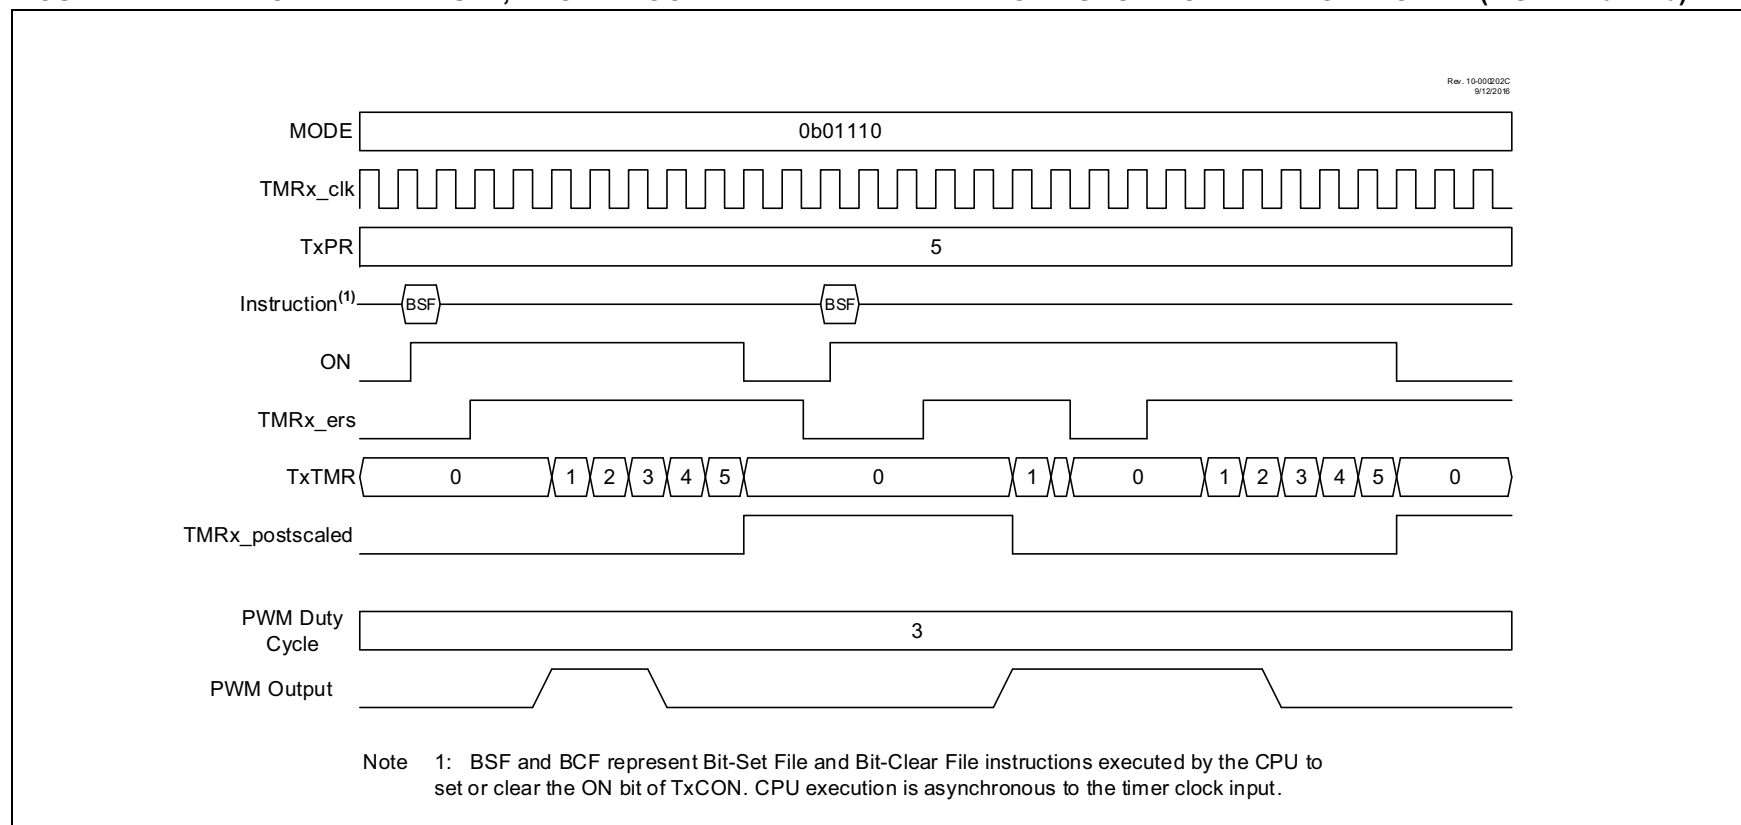 Rev. 10-000202C
9/12/2016
MODE 0b01110
TMRx_clk
TxPR 5
Instruction(1) BSF BSF
ON
TMRx_ers
TxTMR 0 1 2 3 4 5 0 1 0 1 2 3 4 5 0
TMRx_postscaled
PWM Duty
Cycle 3
PWM Output
Note 1: BSF and BCF represent Bit-Set File and Bit-Clear File instructions executed by the CPU to
set or clear the ON bit of TxCON. CPU execution is asynchronous to the timer clock input.